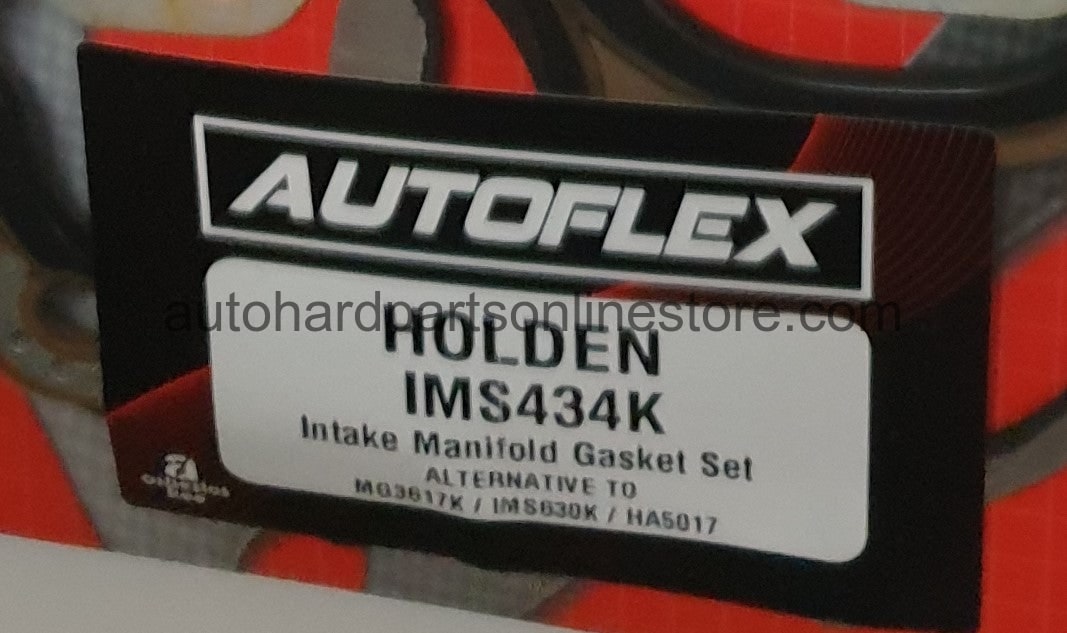 AUTOFLEX
autohardpartsonlinestore.com
HOLDEN
IMS434K
Intake Manifold Gasket Set
ALTERNATIVE TO
MG3617K / IMS630K / HA5017